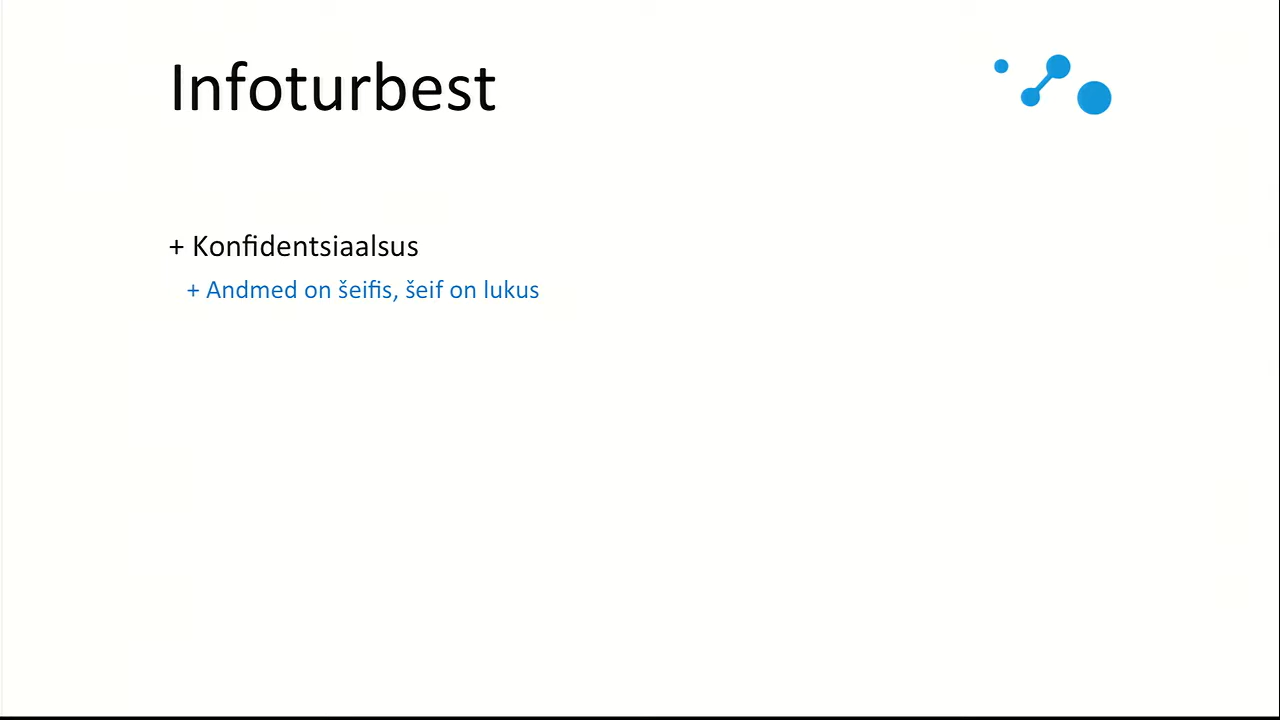 Infoturbest
+ Konfidentsiaalsus
+ Andmed on šeifis, šeif on lukus